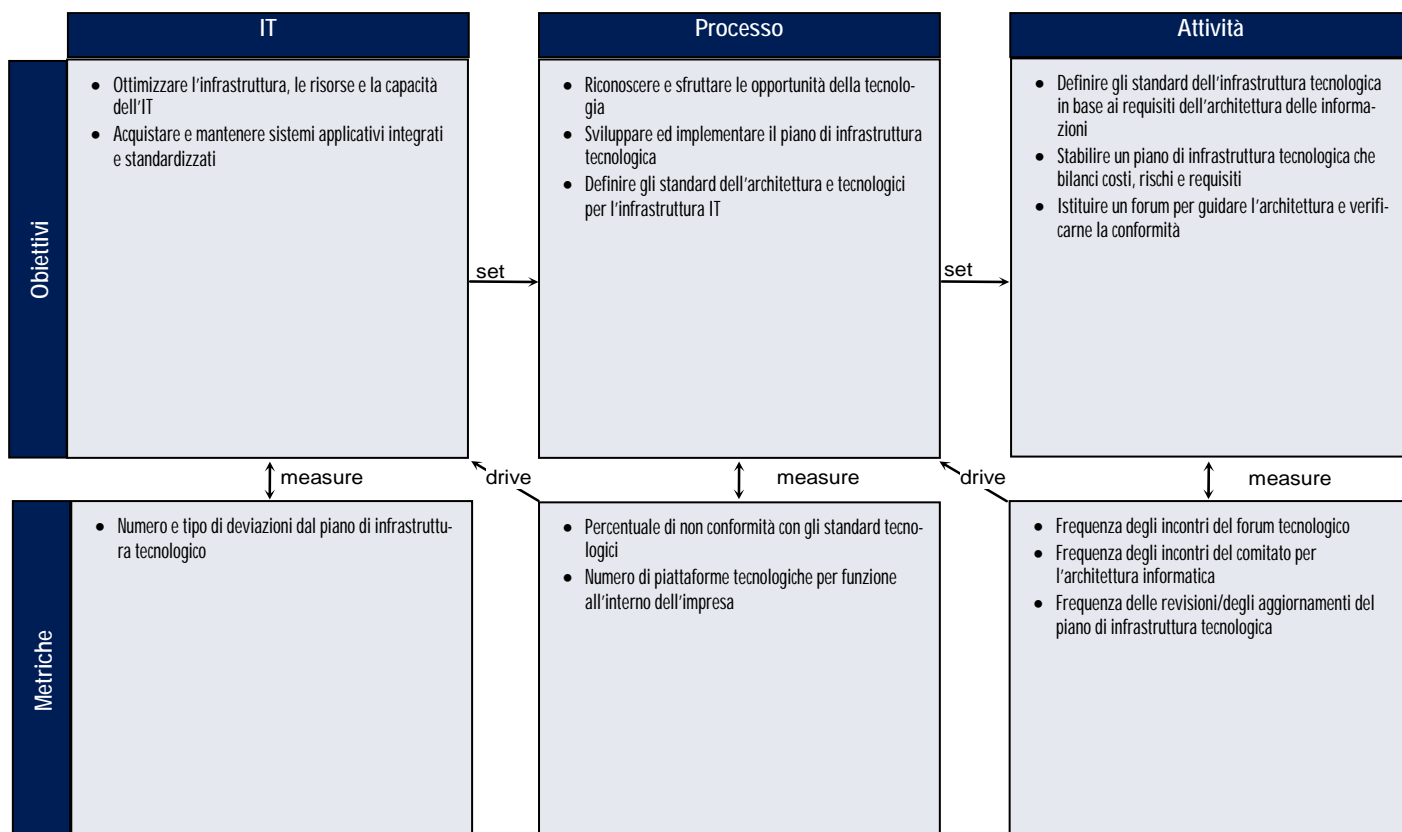 IT
Processo
Attività
Obiettivi
• Ottimizzare l'infrastruttura, le risorse e la capacità
dell'IT
• Acquistare e mantenere sistemi applicativi integrati
e standardizzati
set
• Riconoscere e sfruttare le opportunità della tecnolo-
gia
• Sviluppare ed implementare il piano di infrastruttura
tecnologica
• Definire gli standard dell'architettura e tecnologici
per l'infrastruttura IT
set
• Definire gli standard dell'infrastruttura tecnologica
in base ai requisiti dell'architettura delle informa-
zioni
• Stabilire un piano di infrastruttura tecnologica che
bilanci costi, rischi e requisiti
• Istituire un forum per guidare l'architettura e verifi-
carne la conformità
measure
drive
measure
drive
measure
Metriche
• Numero e tipo di deviazioni dal piano di infrastruttu-
ra tecnologico
• Percentuale di non conformità con gli standard tecno-
logici
• Numero di piattaforme tecnologiche per funzione
all'interno dell'impresa
• Frequenza degli incontri del forum tecnologico
• Frequenza degli incontri del comitato per
l'architettura informatica
• Frequenza delle revisioni/degli aggiornamenti del
piano di infrastruttura tecnologica